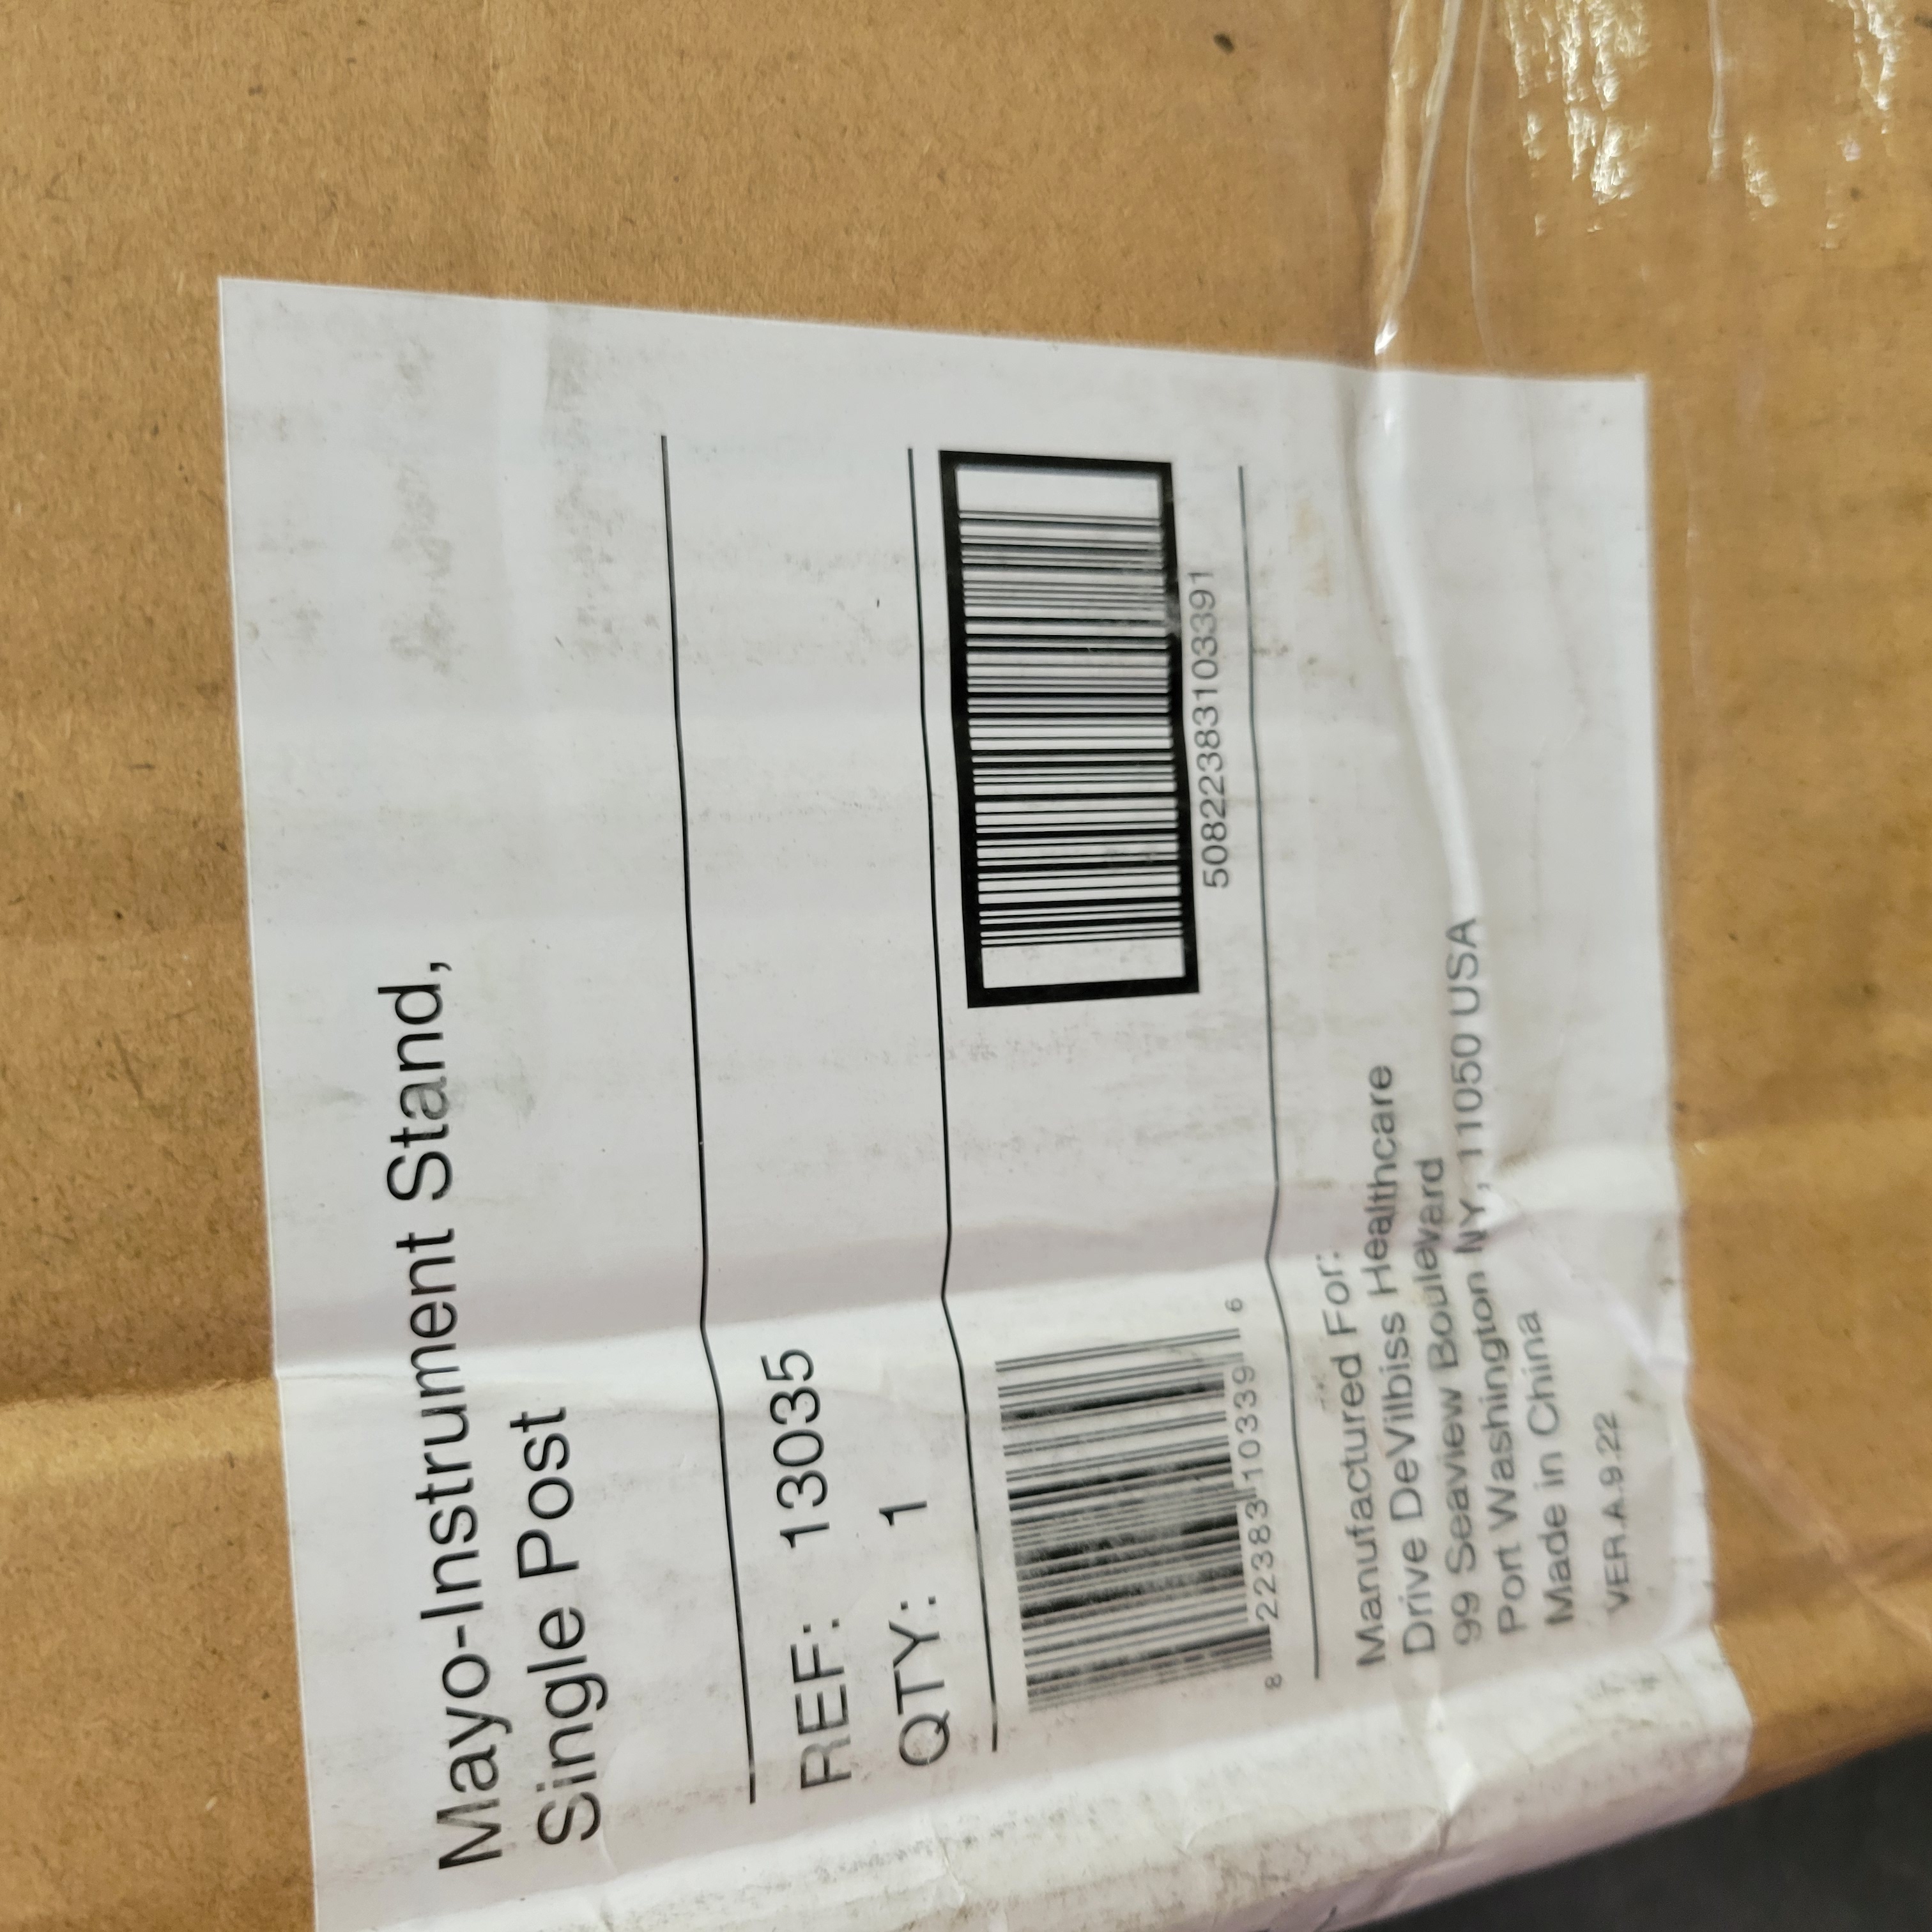 Mayo-Instrument Stand,
Single Post
REF: 13035
QTY: 1
8 22383 10339 6
50822383103391
Manufactured For:
Drive DeVilbiss Healthcare
99 Seaview Boulevard
Port Washington NY, 11050 USA
Made in China
VER.A.9.22